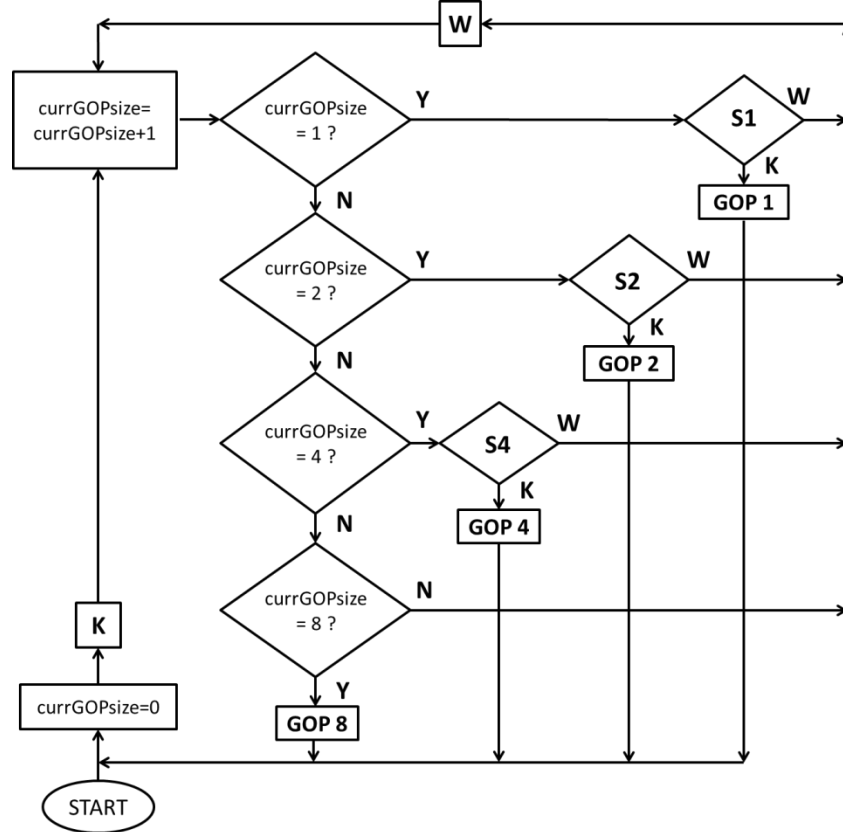 W
currGOPsize=
currGOPsize+1
currGOPsize
= 1 ?
Y
S1
W
K
GOP 1
N
currGOPsize
= 2 ?
Y
S2
W
K
GOP 2
N
currGOPsize
= 4 ?
Y
S4
W
K
GOP 4
N
currGOPsize
= 8 ?
N
Y
GOP 8
K
currGOPsize=0
START